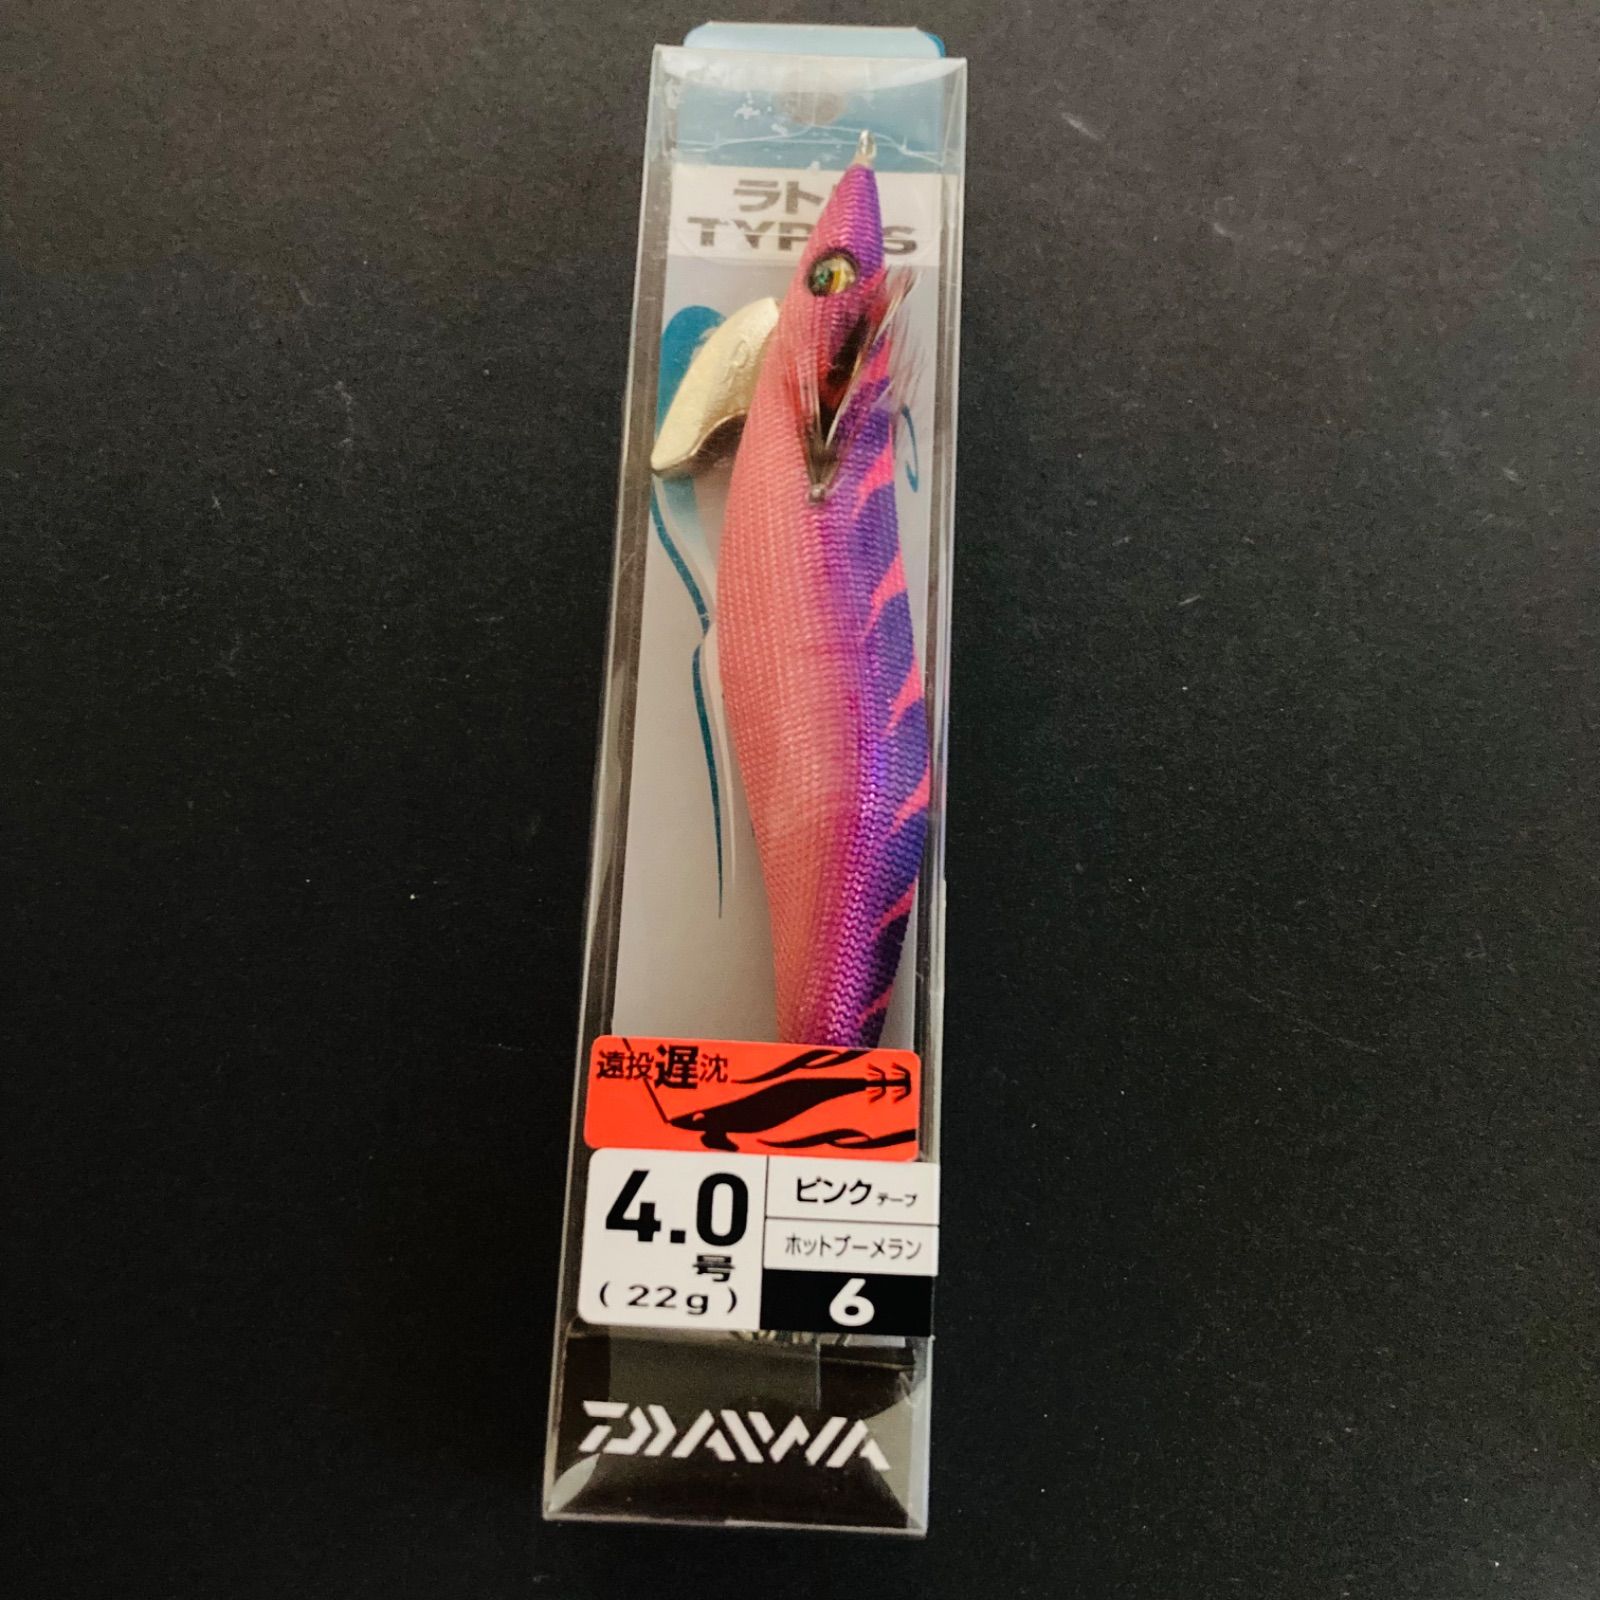 ラト
TYP S
遠投遅沈
4.0
号
(22g)
ピンクテープ
ホットブーメラン
6
DAIWA